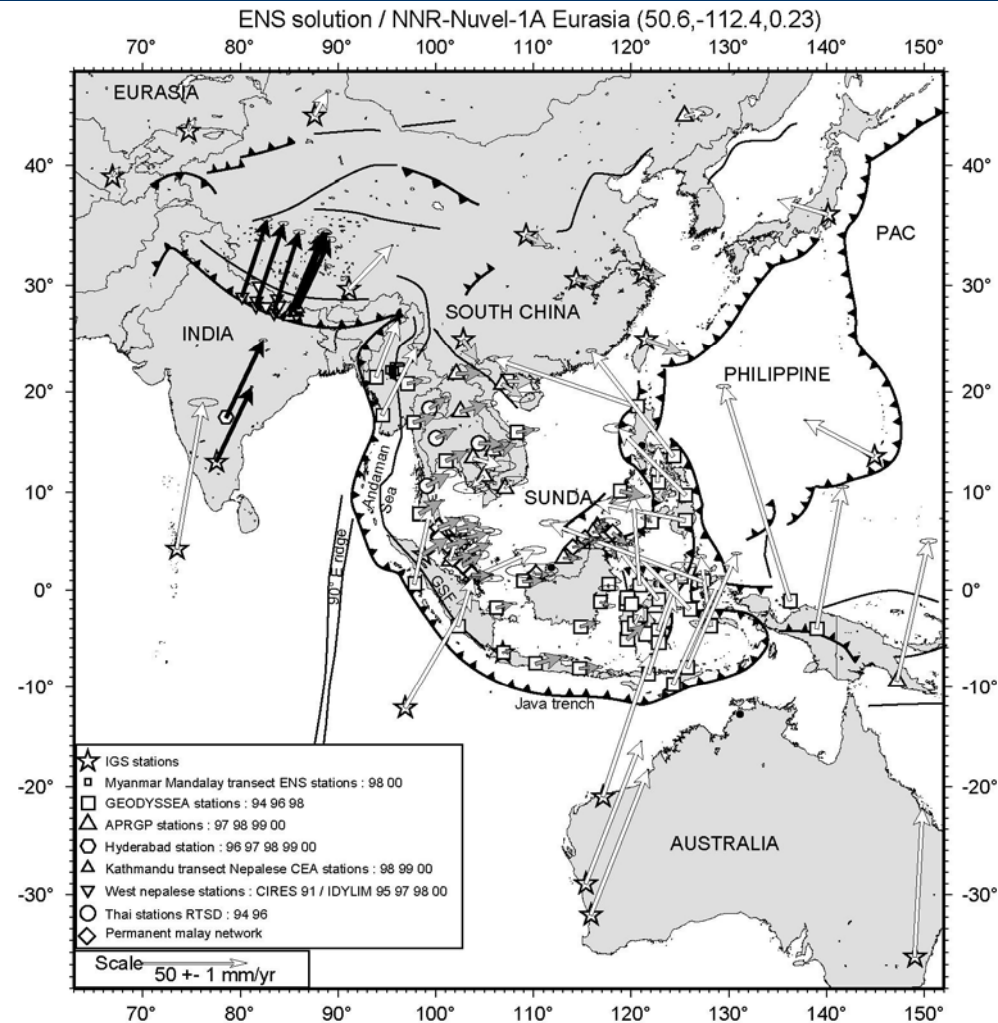 ENS solution / NNR-Nuvel-1A Eurasia (50.6,-112.4,0.23)
70° 80° 90° 100° 110° 120° 130° 140° 150°
EURASIA
40° 40°
PAC
30° 30°
SOUTH CHINA
INDIA
PHILIPPINE
20° 20°
Andaman
Sea
10° 10°
SUNDA
90° E ridge
0° 0°
GSF
-10° -10°
Java trench
IGS stations
Myanmar Mandalay transect ENS stations : 98 00
-20° -20°
GEODYSSEA stations : 94 96 98
APRGP stations : 97 98 99 00
AUSTRALIA
Hyderabad station : 96 97 98 99 00
Kathmandu transect Nepalese CEA stations : 98 99 00
West nepalese stations : CIRES 91 / IDYLIM 95 97 98 00
-30° -30°
Thai stations RTSD : 94 96
Permanent malay network
Scale
50 +- 1 mm/yr
70° 80° 90° 100° 110° 120° 130° 140° 150°